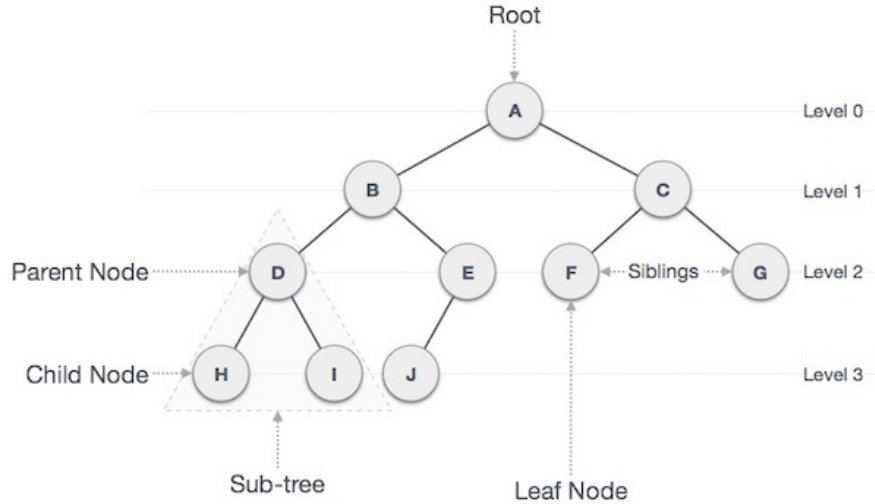 Root
A
Level 0
B
C
Level 1
Parent Node
D
E
F
Siblings
G
Level 2
Child Node
H
I
J
Level 3
Sub-tree
Leaf Node